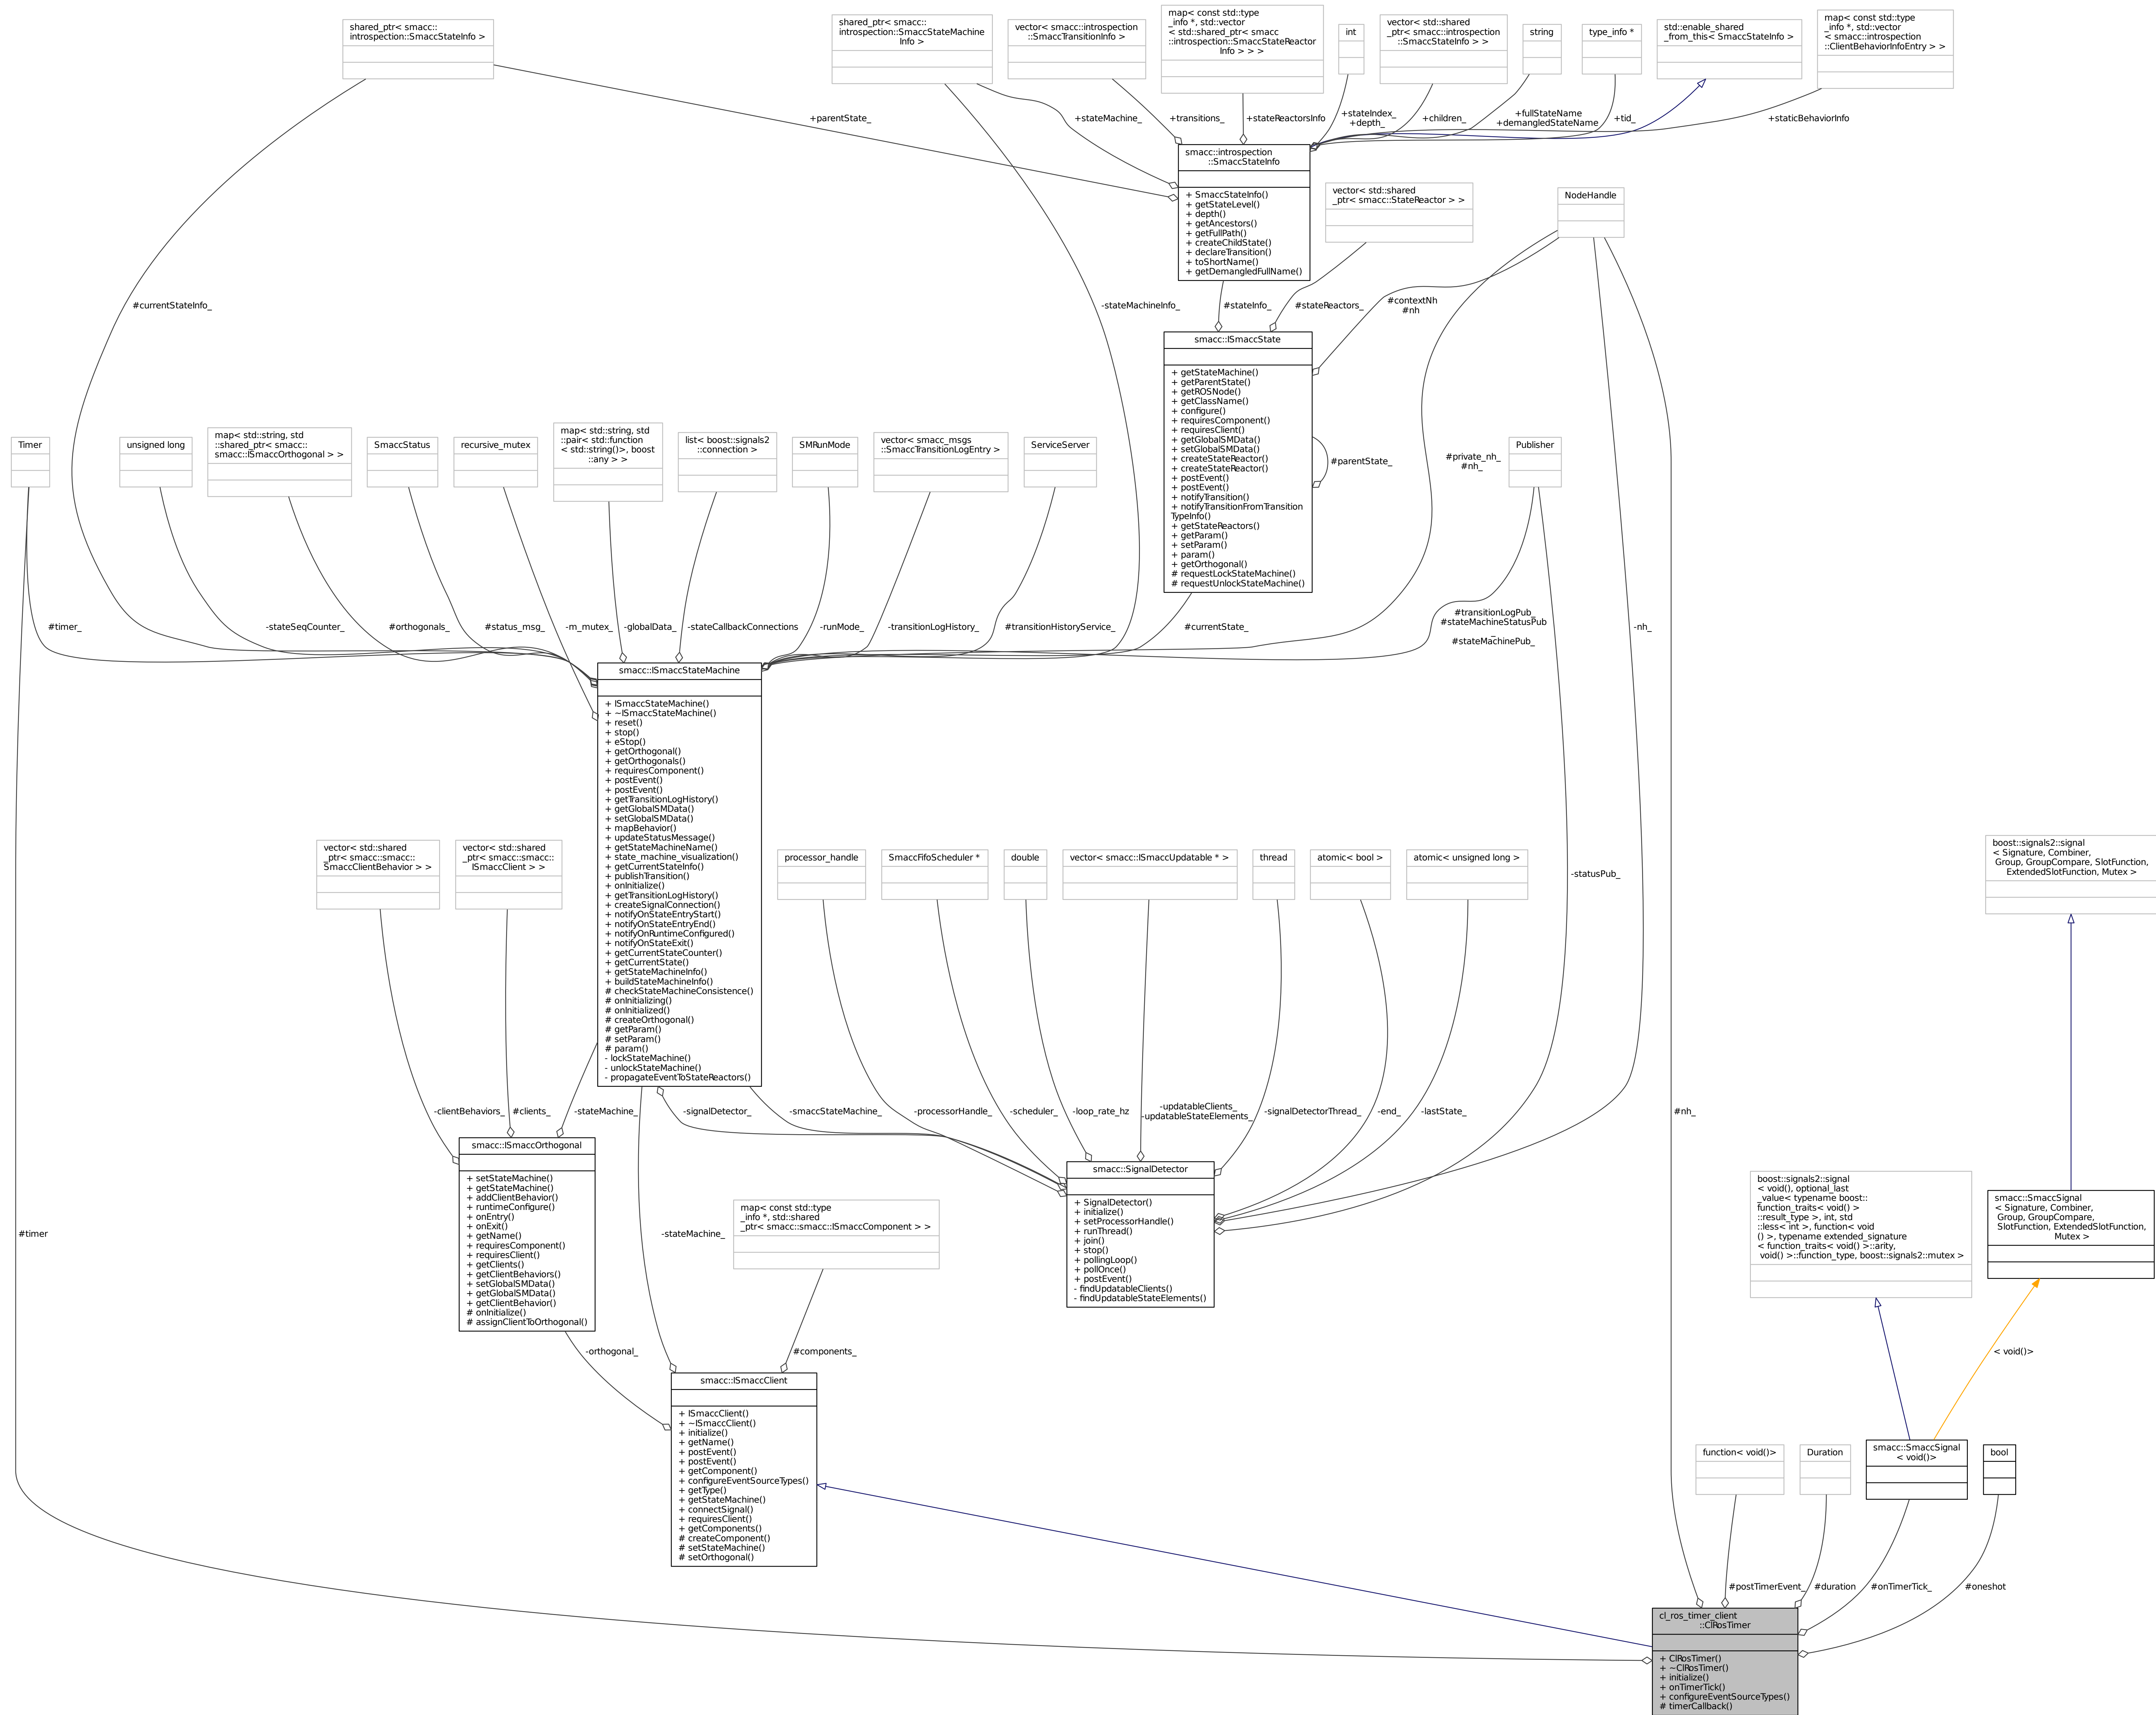 shared_ptr< smacc::
introspection::SmaccStateInfo >
shared_ptr< smacc::
introspection::SmaccStateMachine
Info >
vector< smacc::introspection
::SmaccTransitionInfo >
map< const std::type
_info *, std::vector
< std::shared_ptr< smacc
::introspection::SmaccStateReactor
Info > > >
int
vector< std::shared
_ptr< smacc::introspection
::SmaccStateInfo > >
string
type_info *
std::enable_shared
_from_this< SmaccStateInfo >
map< const std::type
_info *, std::vector
< smacc::introspection
::ClientBehaviorInfoEntry > >
+parentState_
+stateMachine_
+transitions_
+stateReactorsInfo
+stateIndex_
+depth_
+children_
+fullStateName
+demangledStateName
+tid_
+staticBehaviorInfo
smacc::introspection
::SmaccStateInfo
+ SmaccStateInfo()
+ getStateLevel()
+ depth()
+ getAncestors()
+ getFullPath()
+ createChildState()
+ declareTransition()
+ toShortName()
+ getDemangledFullName()
vector< std::shared
_ptr< smacc::StateReactor > >
NodeHandle
#currentStateInfo_
-stateMachineInfo_
#stateInfo_
#stateReactors_
#contextNh
#nh
smacc::ISmaccState
+ getStateMachine()
+ getParentState()
+ getROSNode()
+ getClassName()
+ configure()
+ requiresComponent()
+ requiresClient()
+ getGlobalSMData()
+ setGlobalSMData()
+ createStateReactor()
+ createStateReactor()
+ postEvent()
+ postEvent()
+ notifyTransition()
+ notifyTransitionFromTransition
TypeInfo()
+ getStateReactors()
+ getParam()
+ setParam()
+ param()
+ getOrthogonal()
# requestLockStateMachine()
# requestUnlockStateMachine()
#parentState_
#private_nh_
#nh_
Timer
unsigned long
map< std::string, std
::shared_ptr< smacc::
smacc::ISmaccOrthogonal > >
SmaccStatus
recursive_mutex
map< std::string, std
::pair< std::function
< std::string()>, boost
::any > >
list< boost::signals2
::connection >
SMRunMode
vector< smacc_msgs
::SmaccTransitionLogEntry >
ServiceServer
Publisher
#timer_
-stateSeqCounter_
#orthogonals_
#status_msg_
-m_mutex_
-globalData_
-stateCallbackConnections
-runMode_
-transitionLogHistory_
#transitionHistoryService_
#currentState_
#transitionLogPub_
#stateMachineStatusPub
_
#stateMachinePub_
-nh_
smacc::ISmaccStateMachine
+ ISmaccStateMachine()
+ ~ISmaccStateMachine()
+ reset()
+ stop()
+ eStop()
+ getOrthogonal()
+ getOrthogonals()
+ requiresComponent()
+ postEvent()
+ postEvent()
+ getTransitionLogHistory()
+ getGlobalSMData()
+ setGlobalSMData()
+ mapBehavior()
+ updateStatusMessage()
+ getStateMachineName()
+ state_machine_visualization()
+ getCurrentStateInfo()
+ publishTransition()
+ onInitialize()
+ getTransitionLogHistory()
+ createSignalConnection()
+ notifyOnStateEntryStart()
+ notifyOnStateEntryEnd()
+ notifyOnRuntimeConfigured()
+ notifyOnStateExit()
+ getCurrentStateCounter()
+ getCurrentState()
+ getStateMachineInfo()
+ buildStateMachineInfo()
# checkStateMachineConsistence()
# onInitializing()
# onInitialized()
# createOrthogonal()
# getParam()
# setParam()
# param()
- lockStateMachine()
- unlockStateMachine()
- propagateEventToStateReactors()
vector< std::shared
_ptr< smacc::smacc::
SmaccClientBehavior > >
vector< std::shared
_ptr< smacc::smacc::
ISmaccClient > >
processor_handle
SmaccFifoScheduler *
double
vector< smacc::ISmaccUpdatable * >
thread
atomic< bool >
atomic< unsigned long >
-statusPub_
boost::signals2::signal
< Signature, Combiner,
Group, GroupCompare, SlotFunction,
ExtendedSlotFunction, Mutex >
-clientBehaviors_
#clients_
-stateMachine_
-signalDetector_
-smaccStateMachine_
-processorHandle_
-scheduler_
-loop_rate_hz
-updatableClients_
-updatableStateElements_
-signalDetectorThread_
-end_
-lastState_
#nh_
smacc::ISmaccOrthogonal
+ setStateMachine()
+ getStateMachine()
+ addClientBehavior()
+ runtimeConfigure()
+ onEntry()
+ onExit()
+ getName()
+ requiresComponent()
+ requiresClient()
+ getClients()
+ getClientBehaviors()
+ setGlobalSMData()
+ getGlobalSMData()
+ getClientBehavior()
# onInitialize()
# assignClientToOrthogonal()
smacc::SignalDetector
+ SignalDetector()
+ initialize()
+ setProcessorHandle()
+ runThread()
+ join()
+ stop()
+ pollingLoop()
+ pollOnce()
+ postEvent()
- findUpdatableClients()
- findUpdatableStateElements()
boost::signals2::signal
< void(), optional_last
_value< typename boost::
function_traits< void() >
::result_type >, int, std
::less< int >, function< void
() >, typename extended_signature
< function_traits< void() >::arity,
void() >::function_type, boost::signals2::mutex >
smacc::SmaccSignal
< Signature, Combiner,
Group, GroupCompare,
SlotFunction, ExtendedSlotFunction,
Mutex >
#timer
-stateMachine_
map< const std::type
_info *, std::shared
_ptr< smacc::smacc::ISmaccComponent > >
-orthogonal_
#components_
< void()>
smacc::ISmaccClient
+ ISmaccClient()
+ ~ISmaccClient()
+ initialize()
+ getName()
+ postEvent()
+ postEvent()
+ getComponent()
+ configureEventSourceTypes()
+ getType()
+ getStateMachine()
+ connectSignal()
+ requiresClient()
+ getComponents()
# createComponent()
# setStateMachine()
# setOrthogonal()
function< void()>
Duration
smacc::SmaccSignal
< void()>
bool
#postTimerEvent_
#duration
#onTimerTick_
#oneshot
cl_ros_timer_client
::ClRosTimer
+ ClRosTimer()
+ ~ClRosTimer()
+ initialize()
+ onTimerTick()
+ configureEventSourceTypes()
# timerCallback()